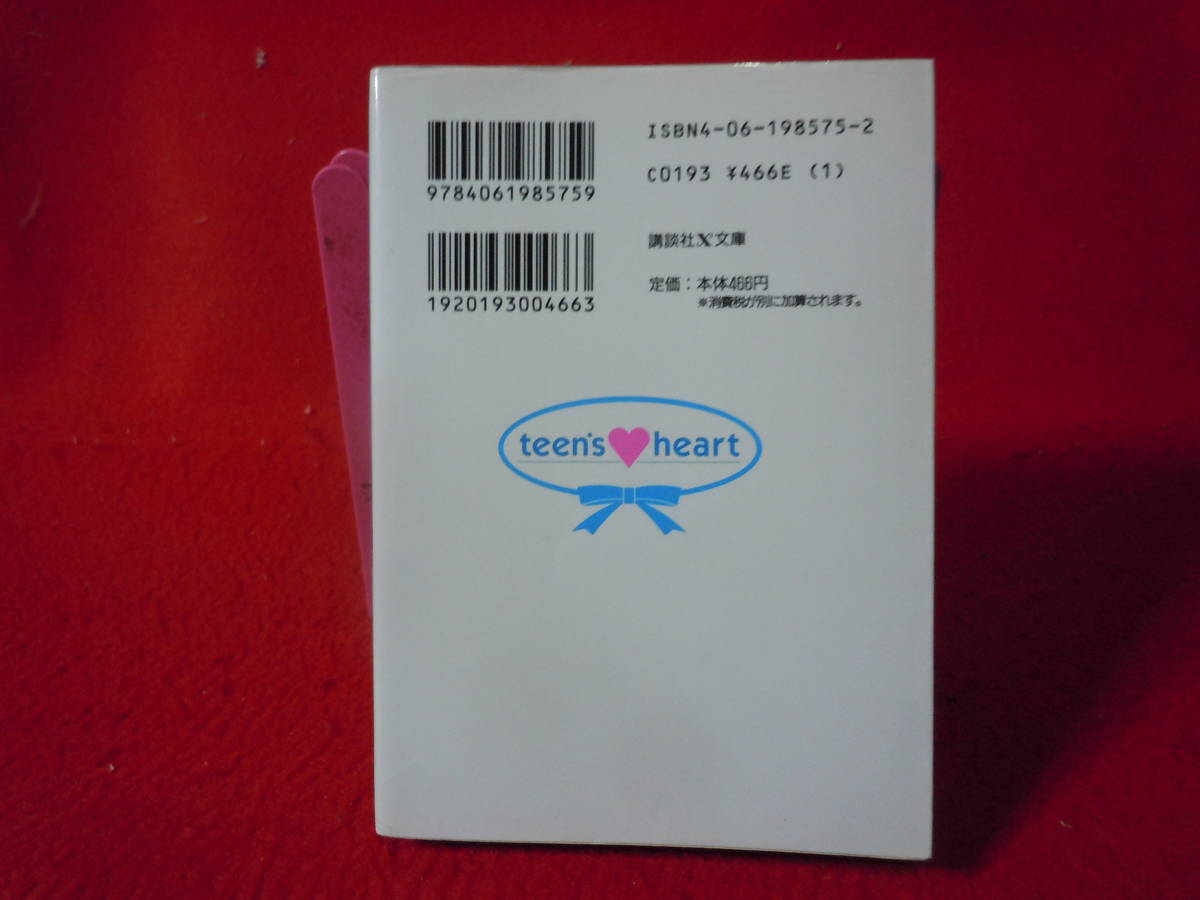 9784061985759
1920193004663
ISBN4-06-198575-2
C0193 ¥466E (1)
講談社X文庫
定価：本体466円
※消費税が別に加算されます。
teen's♥heart